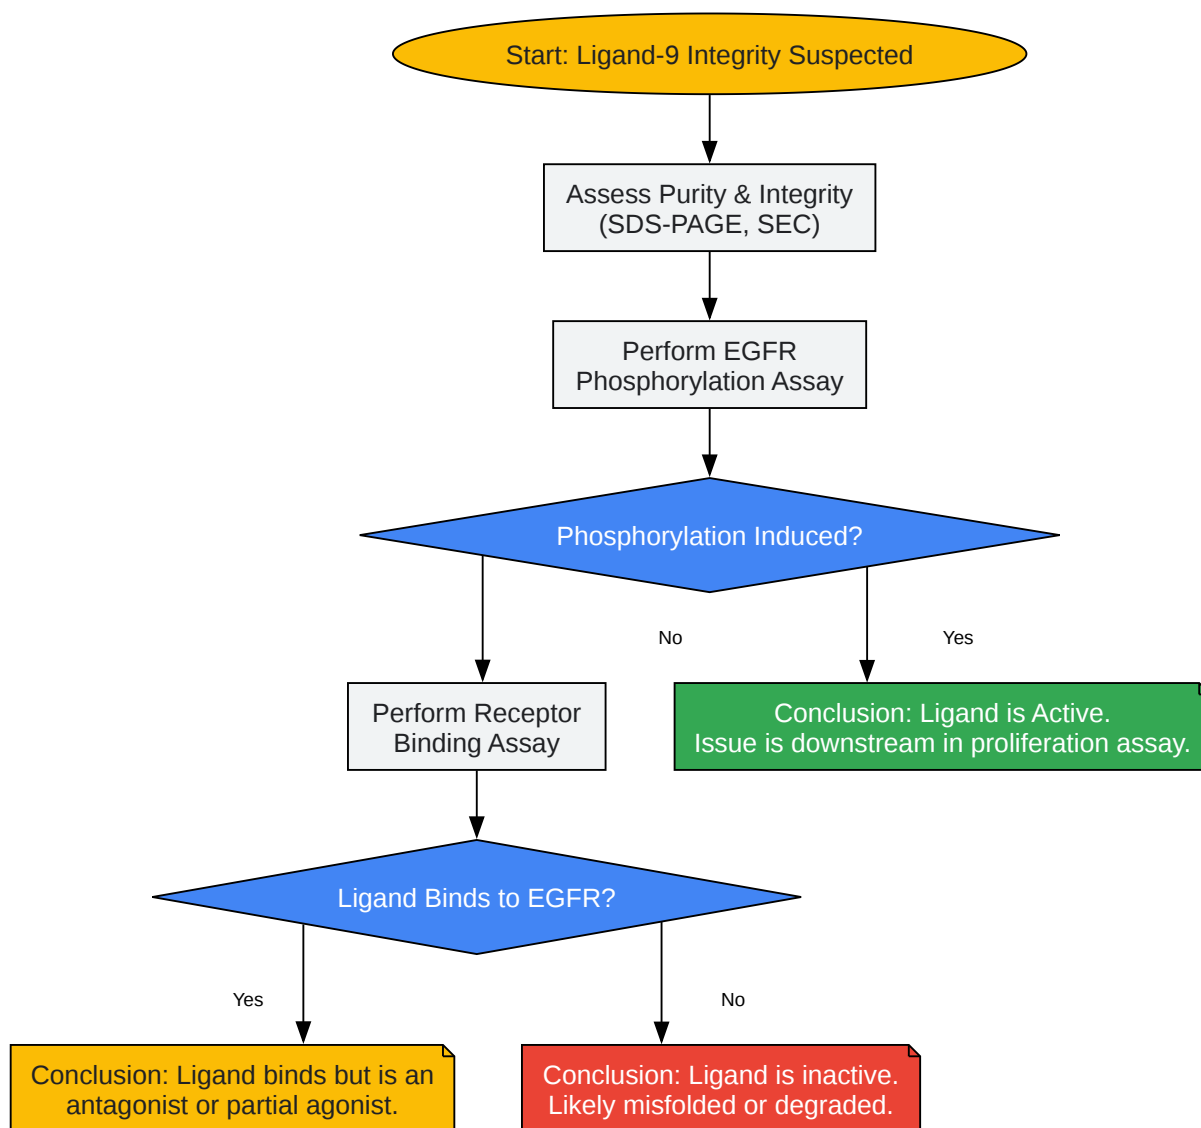 Start: Ligand-9 Integrity Suspected
Assess Purity & Integrity
(SDS-PAGE, SEC)
Perform EGFR
Phosphorylation Assay
Phosphorylation Induced?
No
Yes
Perform Receptor
Binding Assay
Conclusion: Ligand is Active.
Issue is downstream in proliferation assay.
Ligand Binds to EGFR?
Yes
No
Conclusion: Ligand binds but is an
antagonist or partial agonist.
Conclusion: Ligand is inactive.
Likely misfolded or degraded.